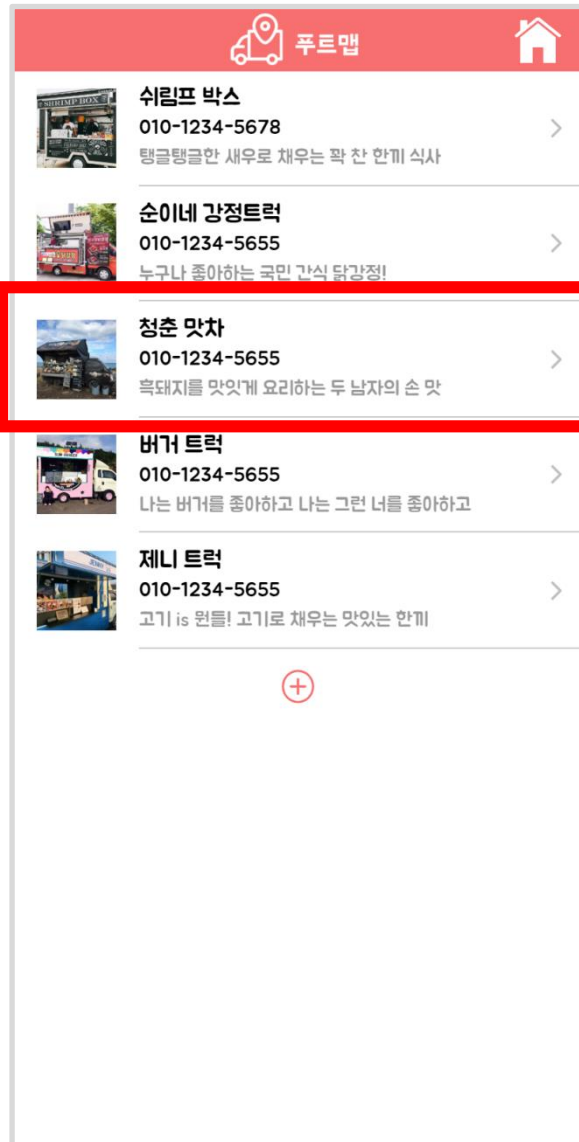 푸트맵
쉬림프 박스
010-1234-5678
탱글탱글한 새우로 채우는 꽉 찬 한끼 식사
SHRIMP BOX
순이네 강정트럭
010-1234-5655
누구나 좋아하는 국민 간식 닭강정!
청춘 맛차
010-1234-5655
흑돼지를 맛있게 요리하는 두 남자의 손 맛
버거 트럭
010-1234-5655
나는 버거를 좋아하고 나는 그런 너를 좋아하고
제니 트럭
010-1234-5655
고기 is 뭔들! 고기로 채우는 맛있는 한끼